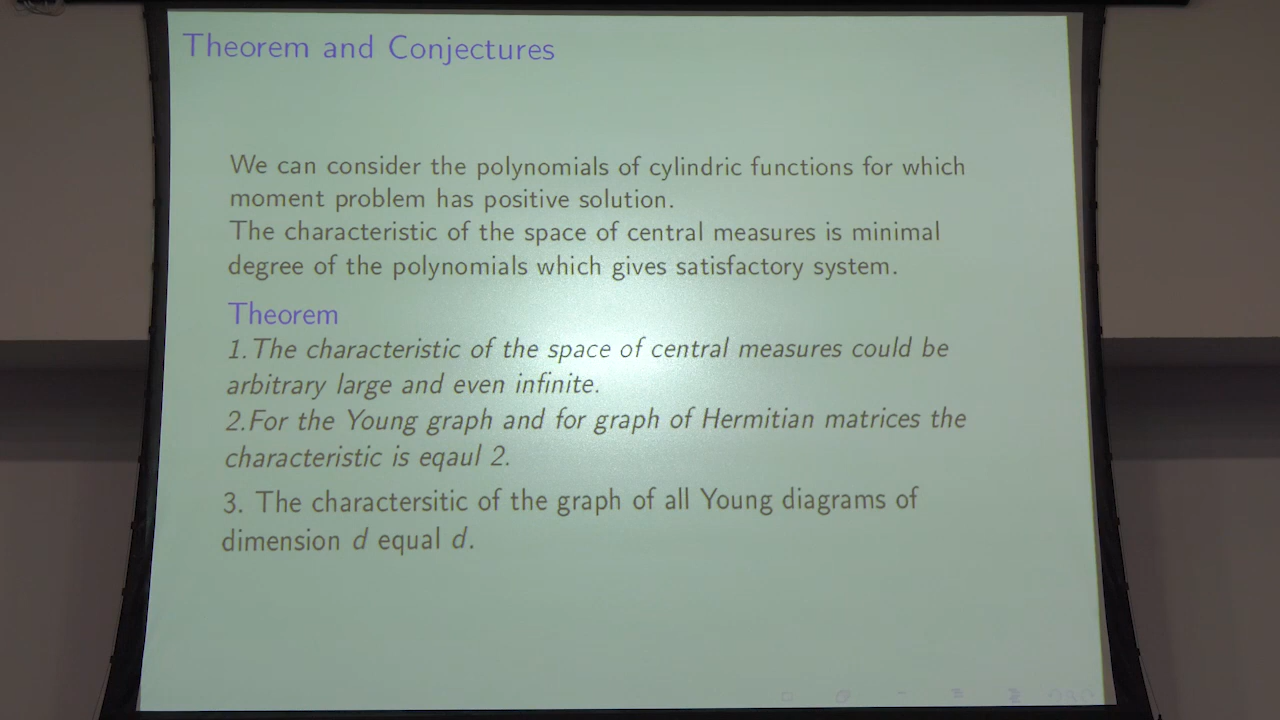 Theorem and Conjectures
We can consider the polynomials of cylindric functions for which
moment problem has positive solution.
The characteristic of the space of central measures is minimal
degree of the polynomials which gives satisfactory system.
Theorem
1.The characteristic of the space of central measures could be
arbitrary large and even infinite.
2.For the Young graph and for graph of Hermitian matrices the
characteristic is eqaul 2.
3. The charactersitic of the graph of all Young diagrams of
dimension d equal d.